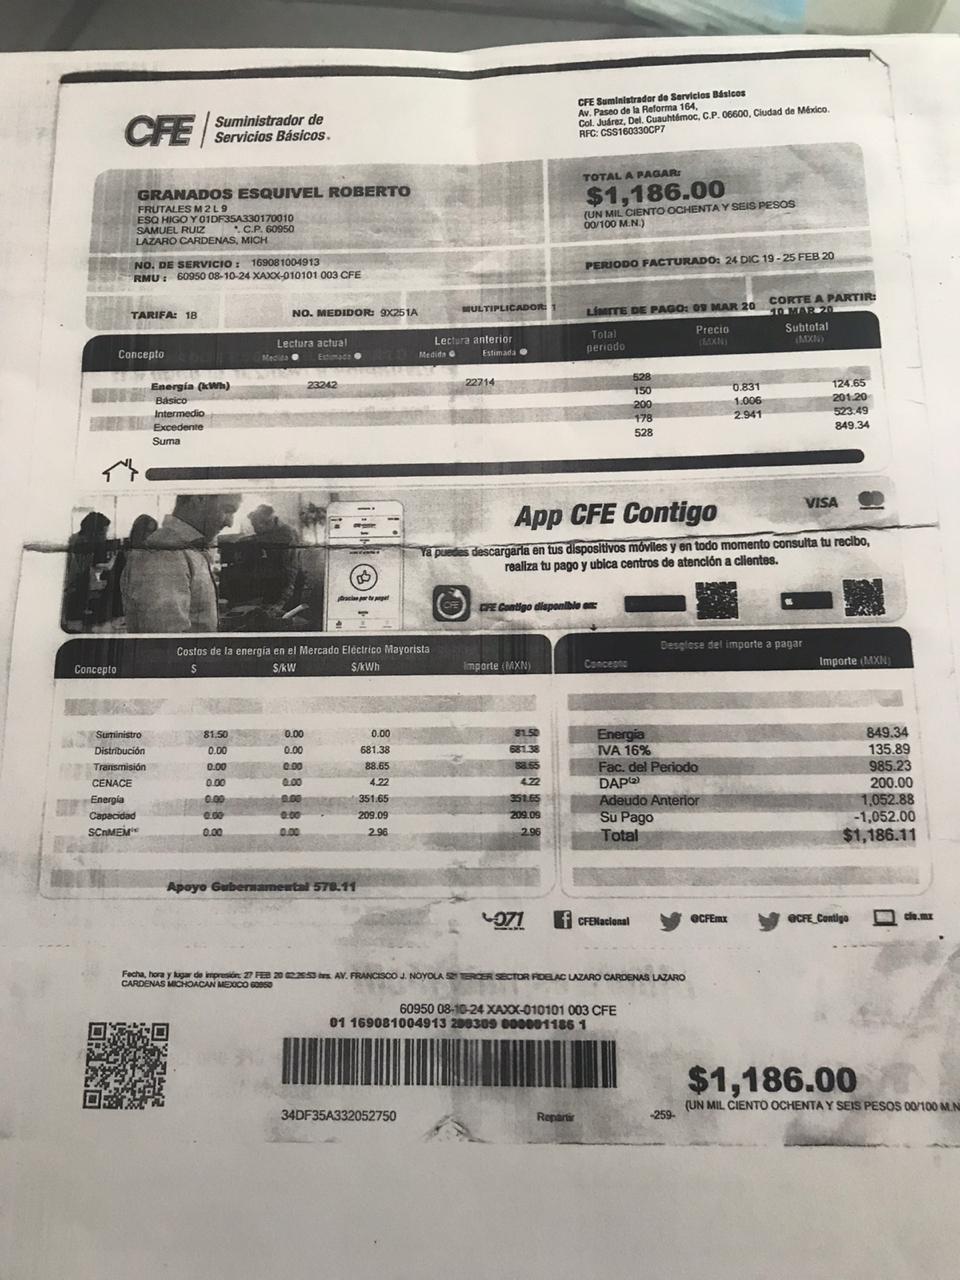 CFE Suministrador de Servicios Básicos.
CFE Suministrador de Servicios Básicos
Av. Paseo de la Reforma 164,
Col. Juárez, Del. Cuauhtémoc, C.P. 06600, Ciudad de México.
RFC: CSS160330CP7
GRANADOS ESQUIVEL ROBERTO
FRUTALES M 2 L 9
ESQ HIGO Y 01DF35A330170010
SAMUEL RUIZ *. C.P. 60950
LAZARO CARDENAS, MICH
TOTAL A PAGAR:
$1,186.00
(UN MIL CIENTO OCHENTA Y SEIS PESOS
00/100 M.N.)
NO. DE SERVICIO : 169081004913
RMU : 60950 08-10-24 XAXX-010101 003 CFE
PERIODO FACTURADO: 24 DIC 19 - 25 FEB 20
TARIFA: 1B NO. MEDIDOR: 9X251A MULTIPLICADOR: 1 LÍMITE DE PAGO: 09 MAR 20 CORTE A PARTIR:
10 MAR 20
Concepto Lectura actual Lectura anterior Total periodo Precio (MXN) Subtotal (MXN)
Medida Estimada Medida Estimada
Energía (kWh) 23242 22714 528
Básico 150 0.831 124.65
Intermedio 200 1.006 201.20
Excedente 178 2.941 523.49
Suma 528 849.34
App CFE Contigo
VISA
Ya puedes descargarla en tus dispositivos móviles y en todo momento consulta tu recibo,
realiza tu pago y ubica centros de atención a clientes.
¡Gracias por tu pago!
CFE
CFE Contigo disponible en:
Costos de la energía en el Mercado Eléctrico Mayorista
Concepto $ $/kW $/kWh Importe (MXN)
Suministro 81.50 0.00 0.00 81.50
Distribución 0.00 0.00 681.38 681.38
Transmisión 0.00 0.00 88.65 88.65
CENACE 0.00 0.00 4.22 4.22
Energía 0.00 0.00 351.65 351.65
Capacidad 0.00 0.00 209.09 209.09
SCnMEM 0.00 0.00 2.96 2.96
Apoyo Gubernamental 570.11
Desglose del importe a pagar
Concepto Importe (MXN)
Energía 849.34
IVA 16% 135.89
Fac. del Periodo 985.23
DAP(2) 200.00
Adeudo Anterior 1,052.88
Su Pago -1,052.00
Total $1,186.11
071 CFENacional @CFEmx @CFE_Contigo cfe.mx
Fecha, hora y lugar de impresión: 27 FEB 20 02:26:53 hrs. AV. FRANCISCO J. NOYOLA TERCER SECTOR FIDELAC LAZARO CARDENAS LAZARO
CARDENAS MICHOACAN MEXICO 60950
60950 08-10-24 XAXX-010101 003 CFE
01 169081004913 200309 000001186 1
34DF35A332052750 Repartir -259-
$1,186.00
(UN MIL CIENTO OCHENTA Y SEIS PESOS 00/100 M.N